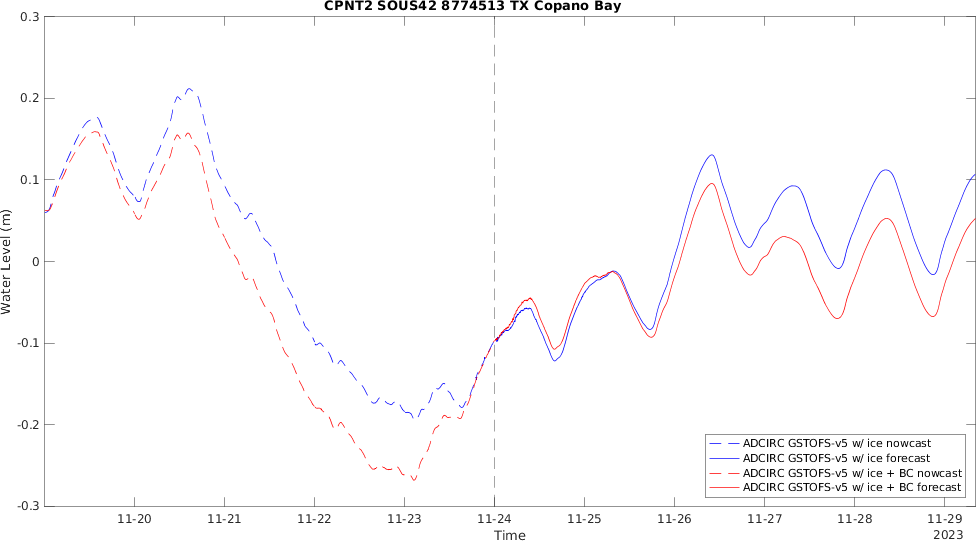 CPNT2 SOUS42 8774513 TX Copano Bay
0.3
0.2
0.1
0
-0.1
-0.2
-0.3
Water Level (m)
11-20 11-21 11-22 11-23 11-24 11-25 11-26 11-27 11-28 11-29
Time
2023
ADCIRC GSTOFS-v5 w/ ice nowcast
ADCIRC GSTOFS-v5 w/ ice forecast
ADCIRC GSTOFS-v5 w/ ice + BC nowcast
ADCIRC GSTOFS-v5 w/ ice + BC forecast